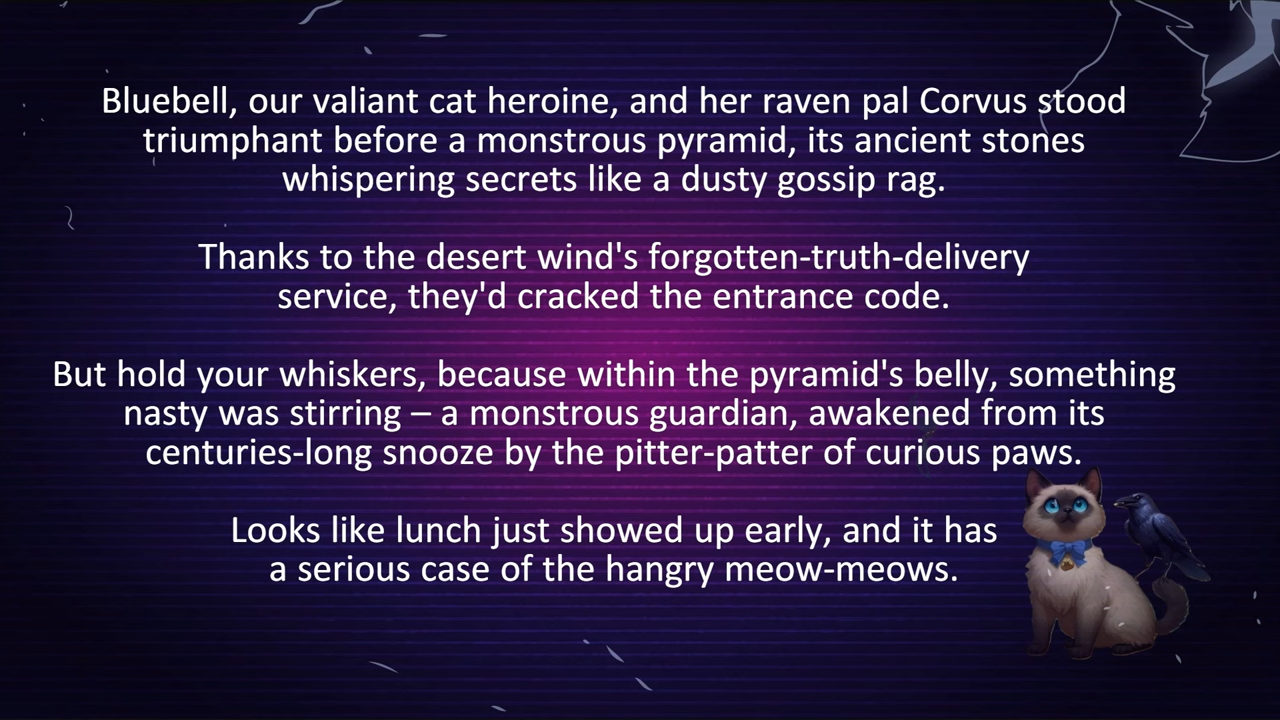 Bluebell, our valiant cat heroine, and her raven pal Corvus stood
triumphant before a monstrous pyramid, its ancient stones
whispering secrets like a dusty gossip rag.
Thanks to the desert wind's forgotten-truth-delivery
service, they'd cracked the entrance code.
But hold your whiskers, because within the pyramid's belly, something
nasty was stirring – a monstrous guardian, awakened from its
centuries-long snooze by the pitter-patter of curious paws.
Looks like lunch just showed up early, and it has
a serious case of the hangry meow-meows.